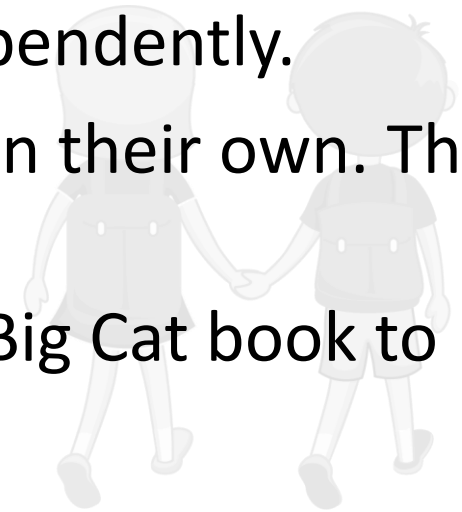 pendently.
n their own. Th
Big Cat book to